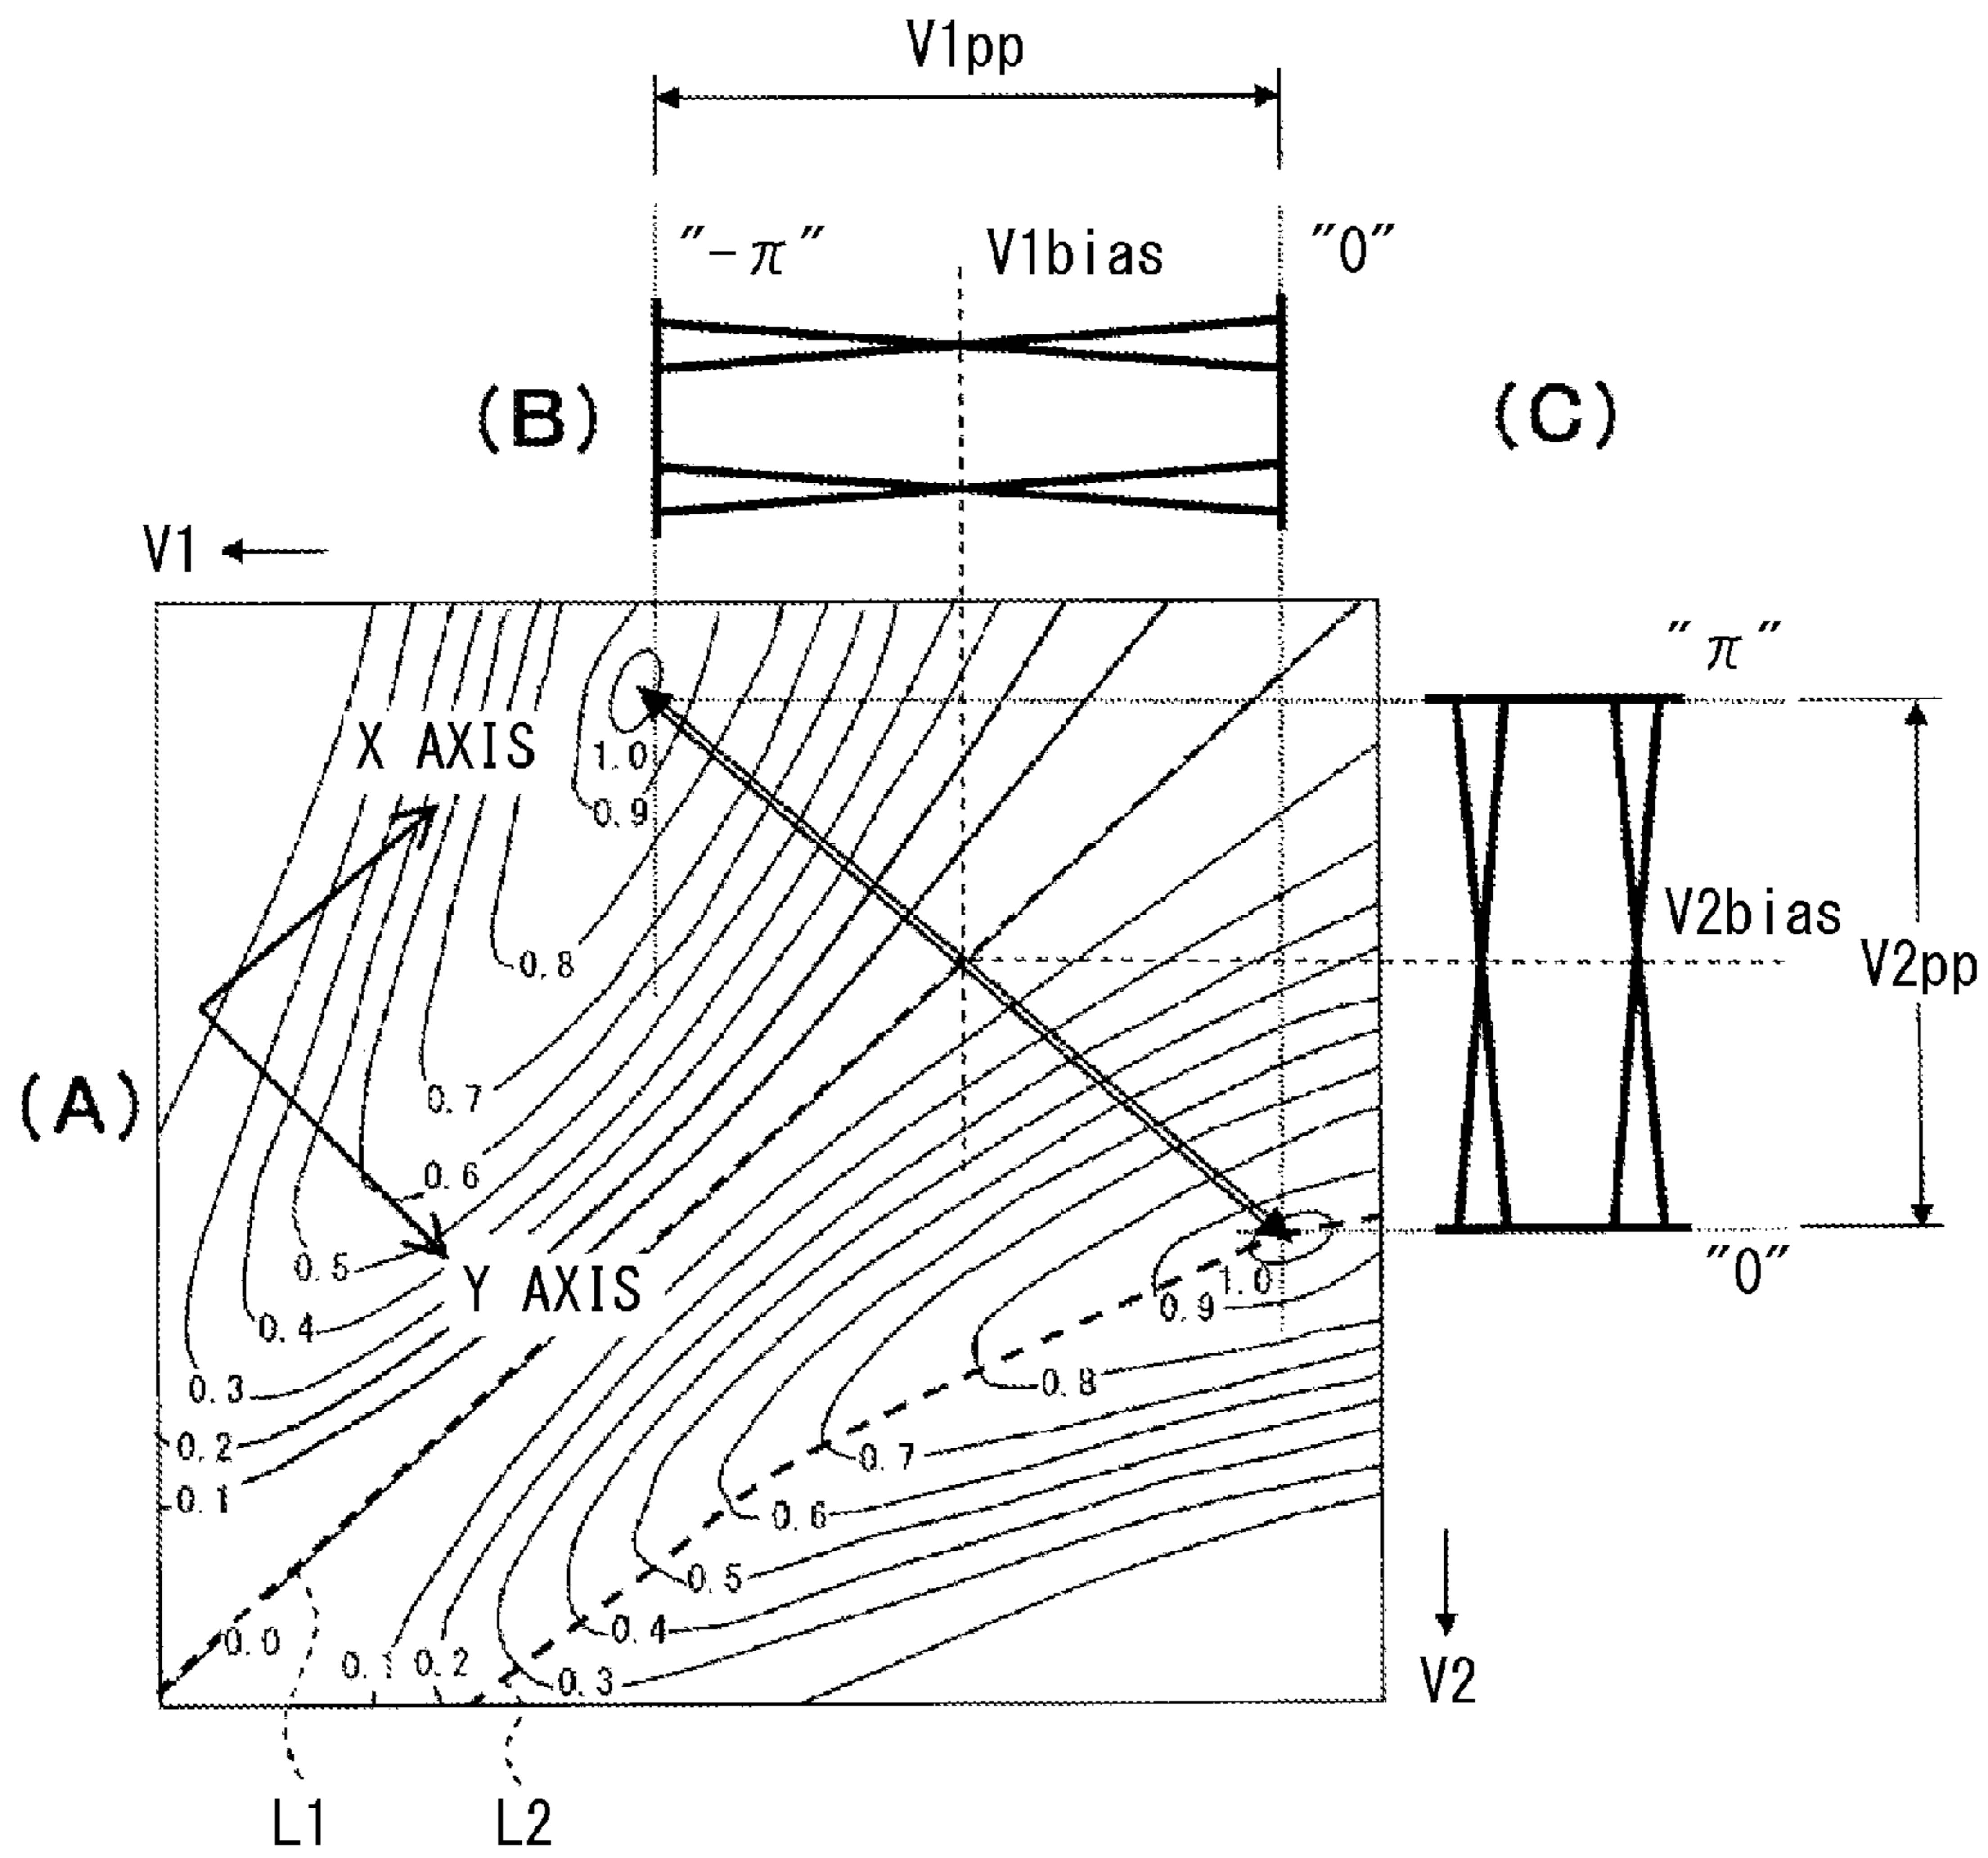 V1pp
"-π" V1bias "0"
(B) (C)
V1
"π"
X AXIS
1.0
0.9
V2bias
V2pp
0.8
0.7
(A)
0.6
0.5
Y AXIS
"0"
1.0
0.9
0.4
0.3
0.8
0.2
0.7
0.1
0.6
0.5
0.4
0.0
0.1 0.2
0.3
V2
L1 L2